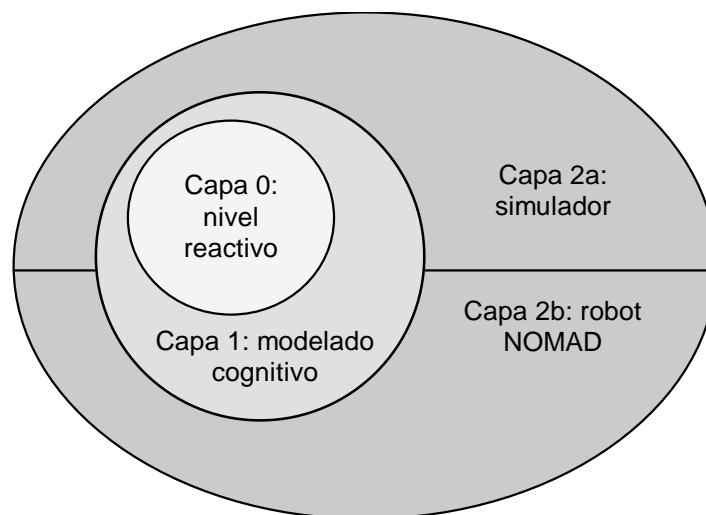 Capa 0:
nivel
reactivo
Capa 1: modelado
cognitivo
Capa 2a:
simulador
Capa 2b: robot
NOMAD